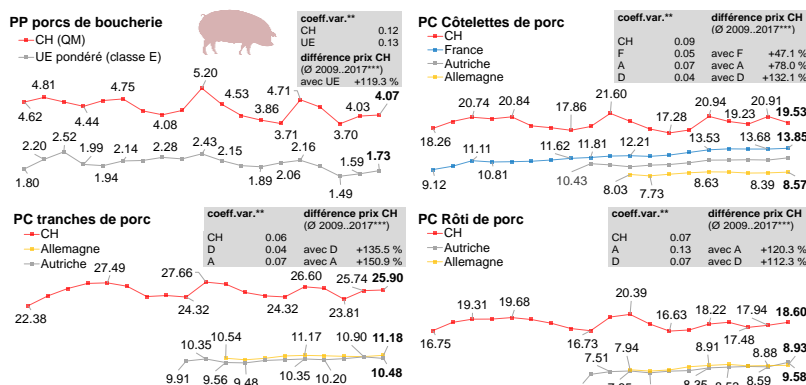 PP porcs de boucherie
CH (QM)
UE pondéré (classe E)
coeff.var.**
CH 0.12
UE 0.13
différence prix CH
(Ø 2009..2017***)
avec UE +119.3 %
4.62
4.81
4.44
4.75
4.08
5.20
4.53
3.86
3.71
4.71
3.70
4.03
4.07
1.80
2.20
2.52
1.99
1.94
2.14
2.28
2.43
2.15
1.89
2.06
2.16
1.49
1.59
1.73
PC Côtelettes de porc
CH
France
Autriche
Allemagne
coeff.var.** différence prix CH
(Ø 2009..2017***)
CH 0.09
F 0.05 avec F +47.1 %
A 0.07 avec A +78.0 %
D 0.04 avec D +132.1 %
18.26
20.74
20.84
17.86
21.60
17.28
20.94
19.23
20.91
19.53
9.12
11.11
10.81
11.62
11.81
12.21
13.53
13.68
13.85
10.43
8.03
7.73
8.63
8.39
8.57
PC tranches de porc
CH
Allemagne
Autriche
coeff.var.** différence prix CH
(Ø 2009..2017***)
CH 0.06
D 0.04 avec D +135.5 %
A 0.07 avec A +150.9 %
22.38
27.49
24.32
27.66
24.32
26.60
23.81
25.74
25.90
9.91
10.35
10.54
9.56
9.48
11.17
10.35
10.20
10.90
11.18
10.48
PC Rôti de porc
CH
Autriche
Allemagne
coeff.var.** différence prix CH
(Ø 2009..2017***)
CH 0.07
A 0.13 avec A +120.3 %
D 0.07 avec D +112.3 %
16.75
19.31
19.68
16.73
20.39
16.63
18.22
17.48
17.94
18.60
7.51
7.94
8.91
8.88
8.93
8.59
9.58